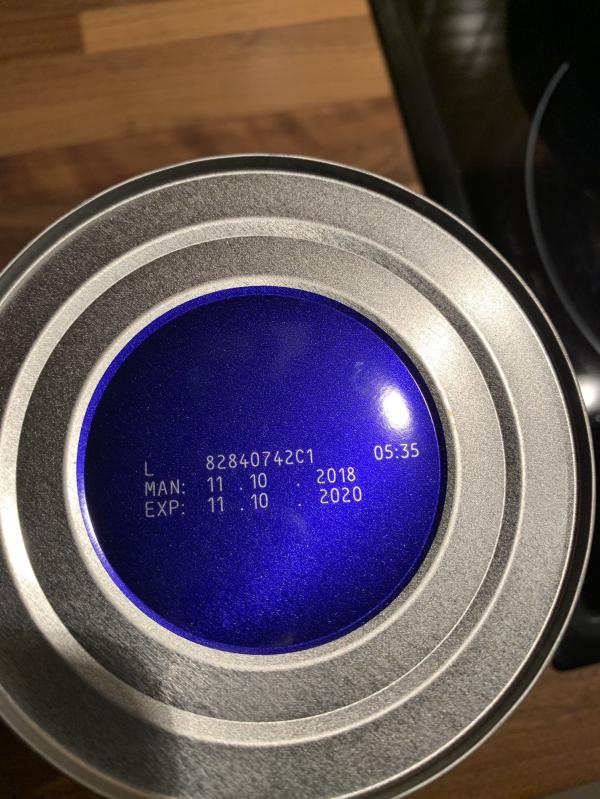 L 82840742C1 05:35
MAN: 11 . 10 . 2018
EXP: 11 . 10 . 2020